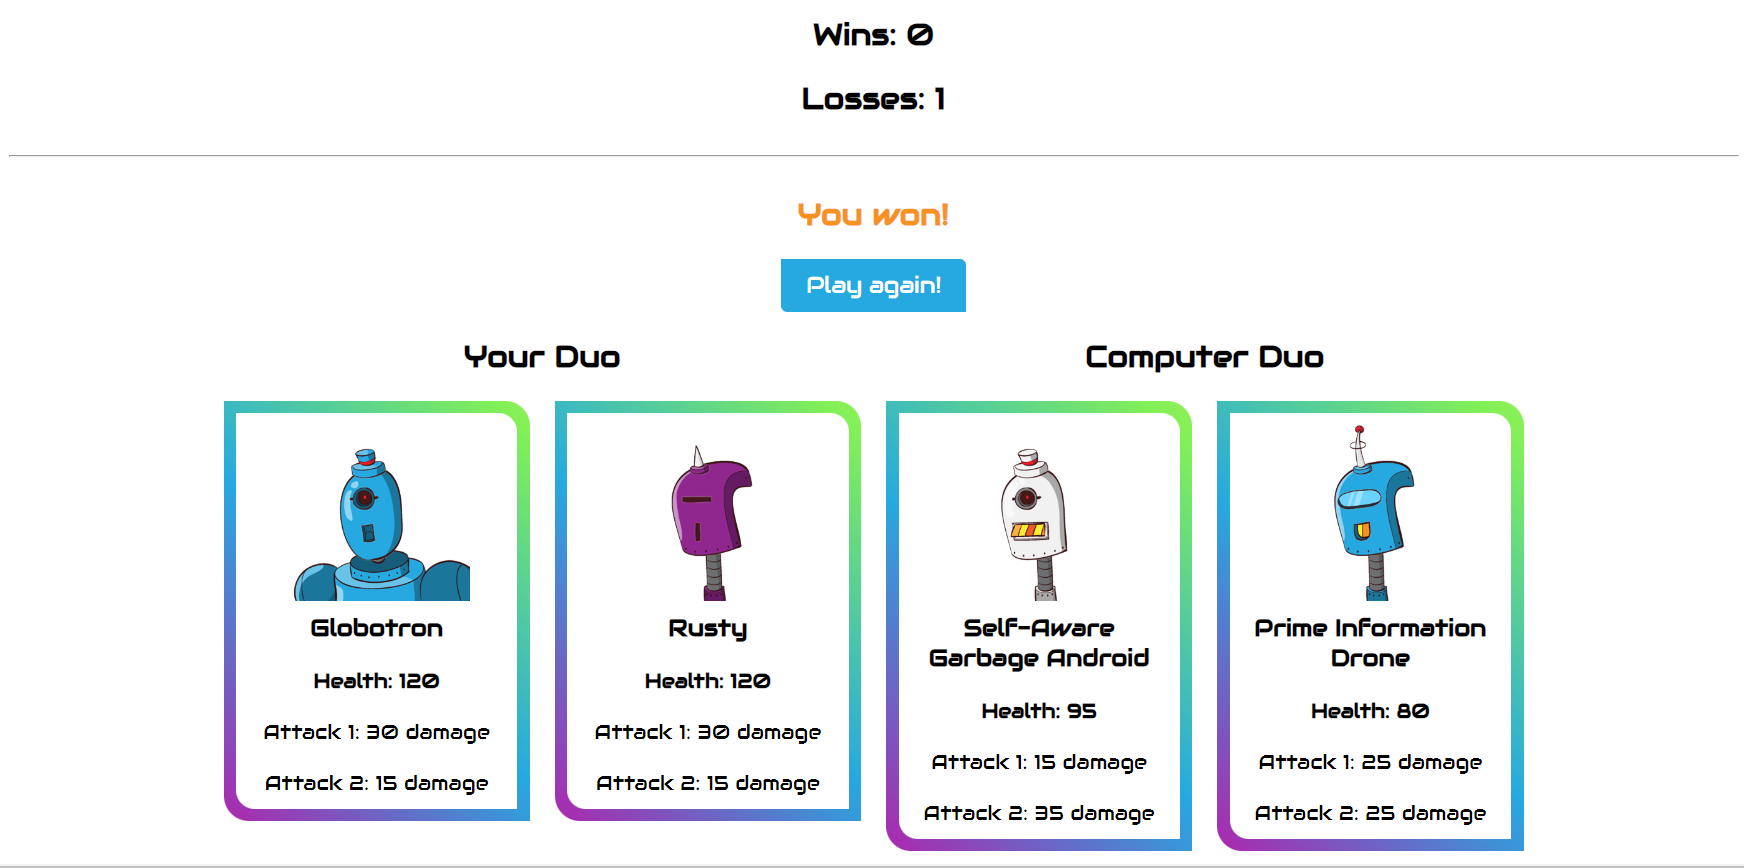 Wins: 0
Losses: 1
You won!
Play again!
Your Duo
Computer Duo
Globotron
Health: 120
Attack 1: 30 damage
Attack 2: 15 damage
Rusty
Health: 120
Attack 1: 30 damage
Attack 2: 15 damage
Self-Aware
Garbage Android
Health: 95
Attack 1: 15 damage
Attack 2: 35 damage
Prime Information
Drone
Health: 80
Attack 1: 25 damage
Attack 2: 25 damage